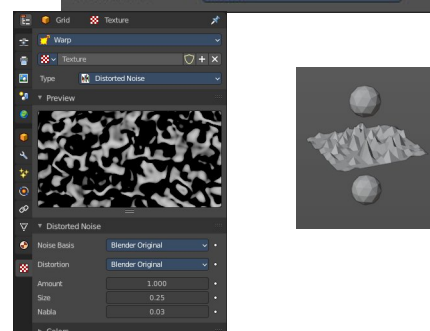 Grid Texture
Warp
Texture
Type Distorted Noise
Preview
Distorted Noise
Noise Basis Blender Original
Distortion Blender Original
Amount 1.000
Size 0.25
Nabla 0.03
Colors